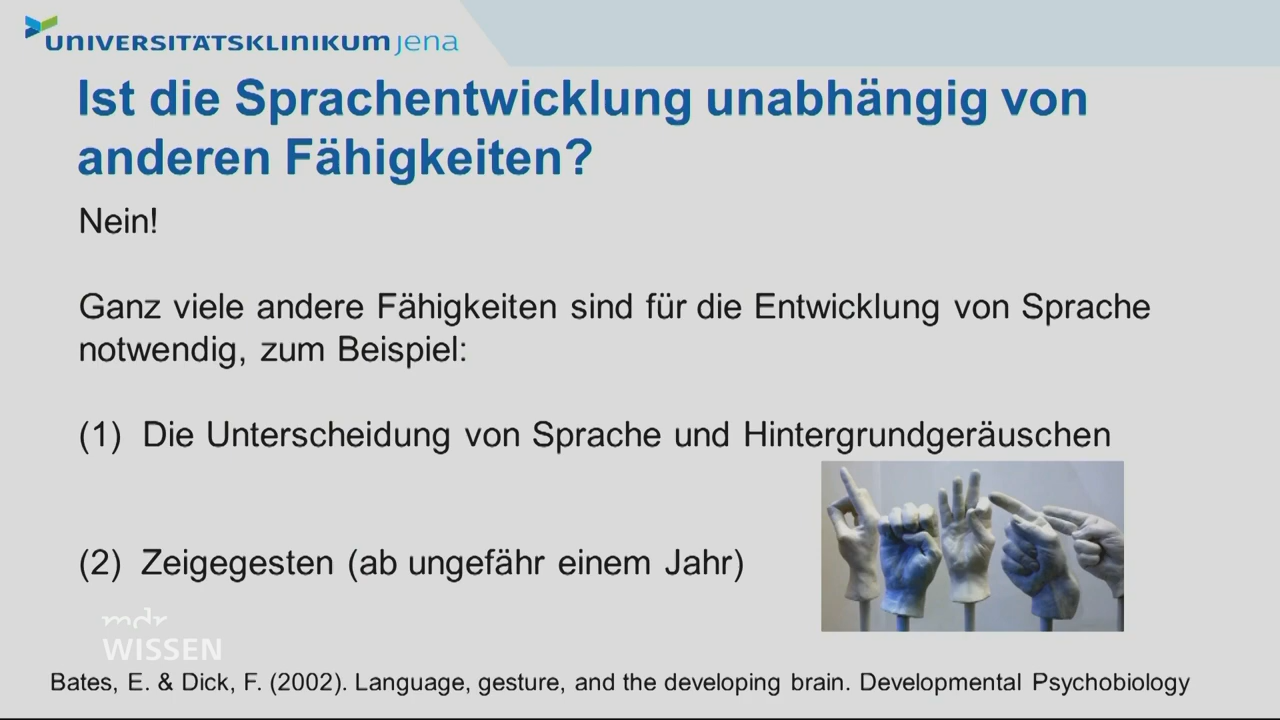 UNIVERSITÄTSKLINIKUM jena
Ist die Sprachentwicklung unabhängig von
anderen Fähigkeiten?
Nein!
Ganz viele andere Fähigkeiten sind für die Entwicklung von Sprache
notwendig, zum Beispiel:
(1) Die Unterscheidung von Sprache und Hintergrundgeräuschen
(2) Zeigegesten (ab ungefähr einem Jahr)
mdr
WISSEN
Bates, E. & Dick, F. (2002). Language, gesture, and the developing brain. Developmental Psychobiology